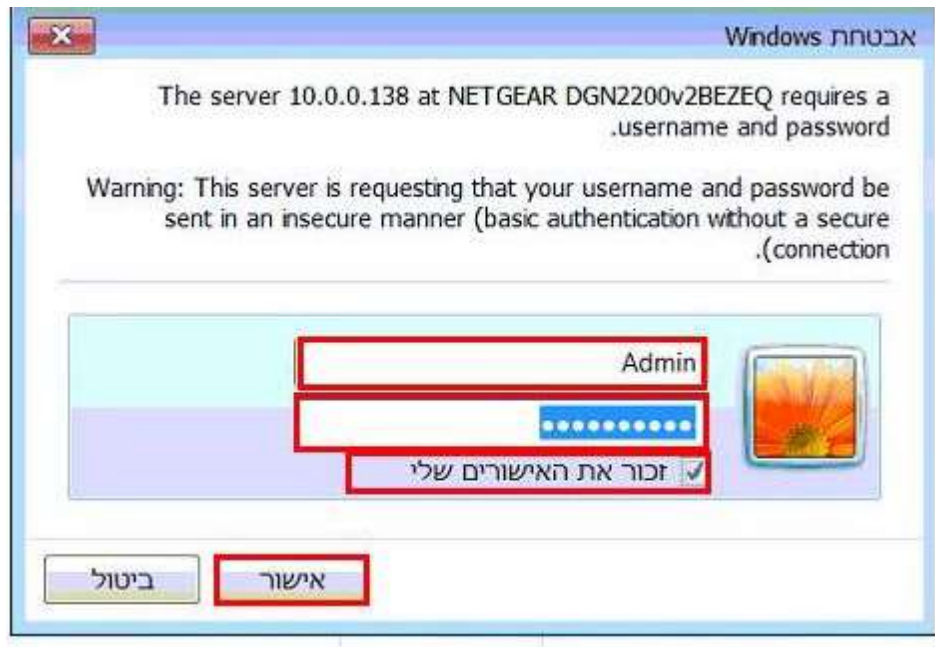 אבטחת Windows
The server 10.0.0.138 at NETGEAR DGN2200v2BEZEQ requires a
.username and password
Warning: This server is requesting that your username and password be
sent in an insecure manner (basic authentication without a secure
.(connection
Admin
••••••••••
זכור את האישורים שלי
אישור
ביטול